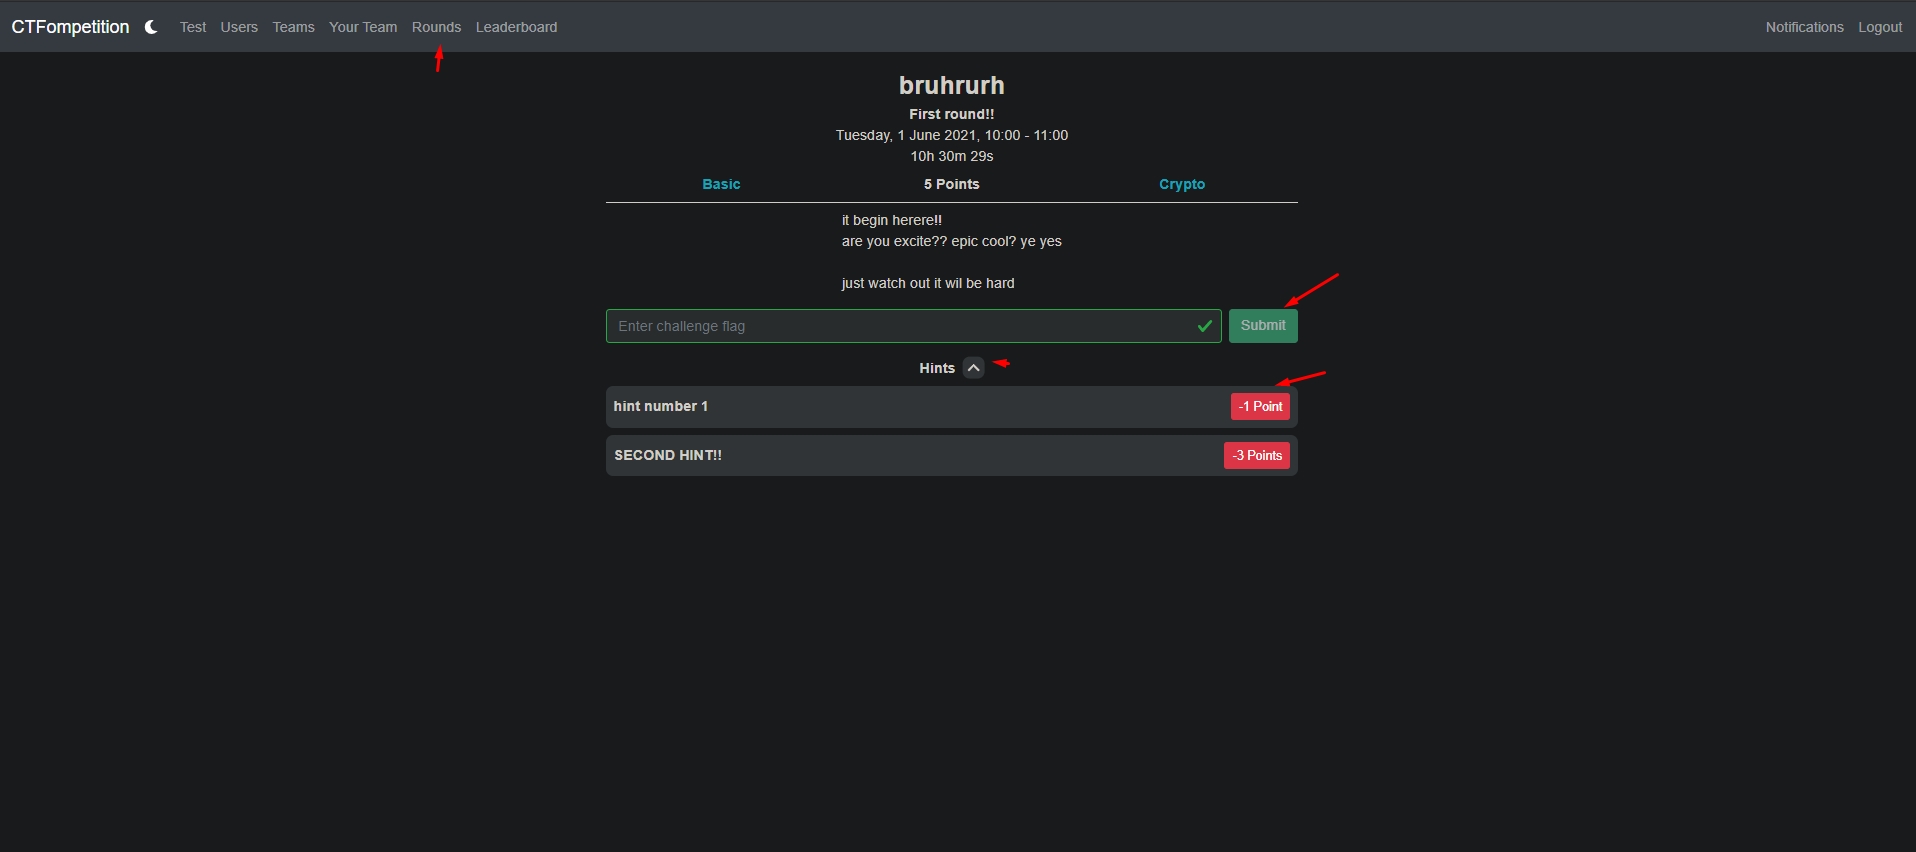 CTFompetition Test Users Teams Your Team Rounds Leaderboard Notifications Logout
bruhrurh
First round!!
Tuesday, 1 June 2021, 10:00 - 11:00
10h 30m 29s
Basic 5 Points Crypto
it begin herere!!
are you excite?? epic cool? ye yes
just watch out it wil be hard
Enter challenge flag Submit
Hints
hint number 1 -1 Point
SECOND HINT!! -3 Points